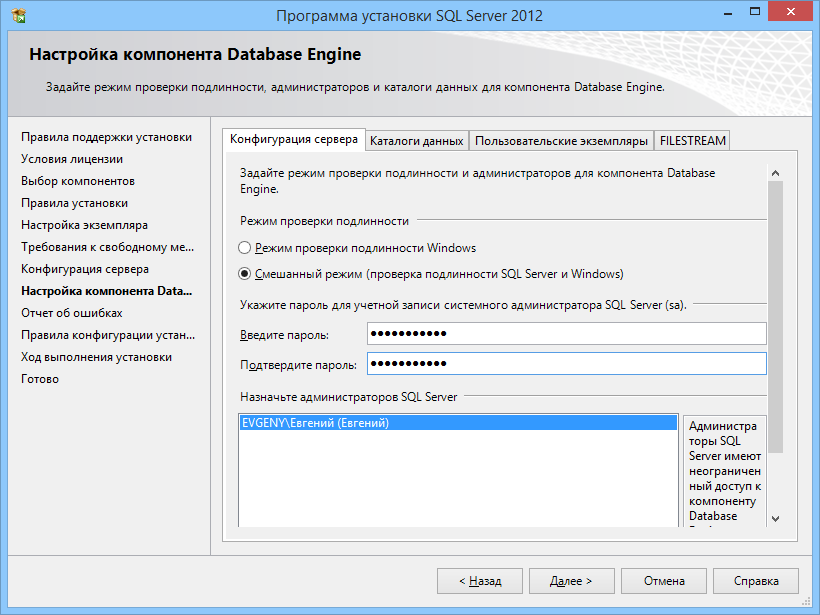 Программа установки SQL Server 2012
Настройка компонента Database Engine
Задайте режим проверки подлинности, администраторов и каталоги данных для компонента Database Engine.
Правила поддержки установки
Условия лицензии
Выбор компонентов
Правила установки
Настройка экземпляра
Требования к свободному ме...
Конфигурация сервера
Настройка компонента Data...
Отчет об ошибках
Правила конфигурации устан...
Ход выполнения установки
Готово
Конфигурация сервера
Каталоги данных
Пользовательские экземпляры
FILESTREAM
Задайте режим проверки подлинности и администраторов для компонента Database
Engine.
Режим проверки подлинности
Режим проверки подлинности Windows
Смешанный режим (проверка подлинности SQL Server и Windows)
Укажите пароль для учетной записи системного администратора SQL Server (sa).
Введите пароль:
●●●●●●●●●●●
Подтвердите пароль:
●●●●●●●●●●●
Назначьте администраторов SQL Server
EVGENY\Евгений (Евгений)
Администра
торы SQL
Server имеют
неограничен
ный доступ к
компоненту
Database
< Назад
Далее >
Отмена
Справка